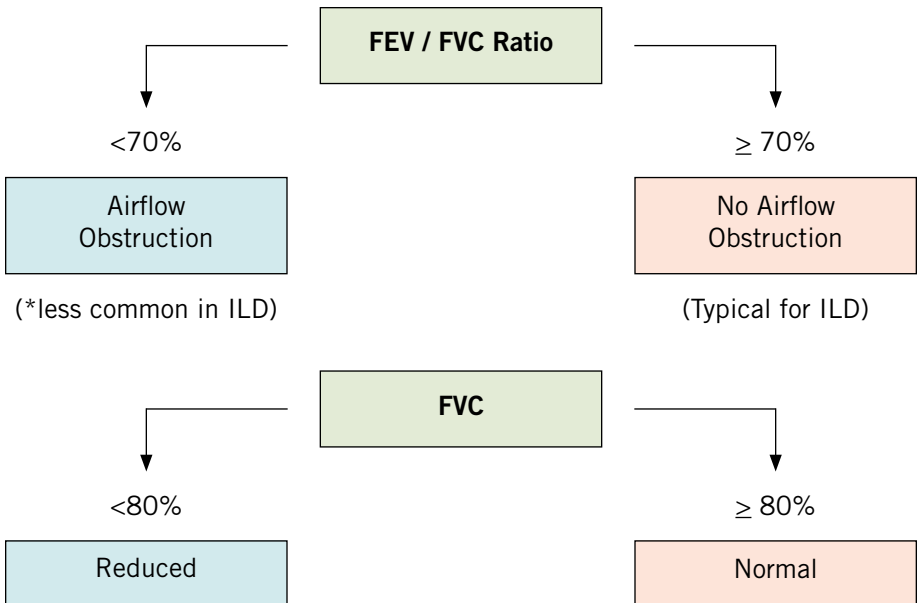 FEV / FVC Ratio
<70%
≥ 70%
Airflow
Obstruction
No Airflow
Obstruction
(*less common in ILD)
(Typical for ILD)
FVC
<80%
≥ 80%
Reduced
Normal